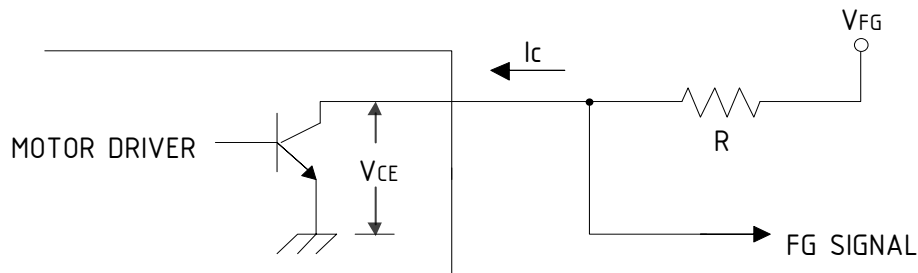 VFG
Ic
R
MOTOR DRIVER
VCE
FG SIGNAL